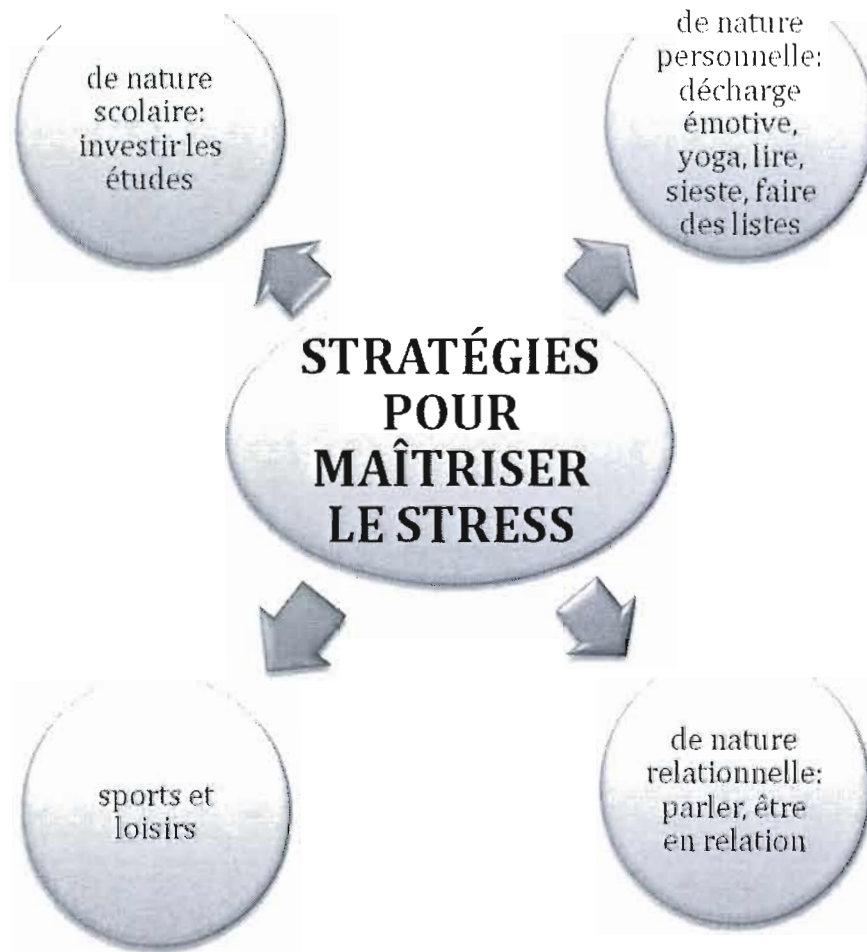 de nature
scolaire:
investir les
études
de nature
personnelle:
décharge
émotive,
yoga, lire,
sieste, faire
des listes
STRATÉGIES
POUR
MAÎTRISER
LE STRESS
sports et
loisirs
de nature
relationnelle:
parler, être
en relation